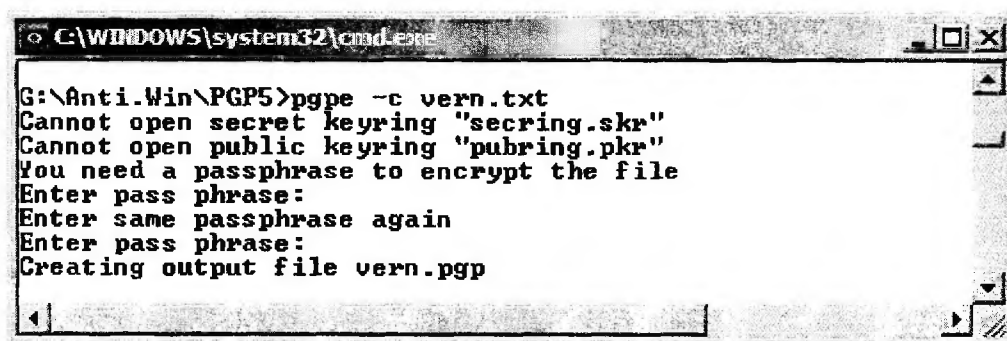 C:\WINDOWS\system32\cmd.exe
G:\Anti.Win\PGP5>pgpe -c vern.txt
Cannot open secret keyring "secring.skr"
Cannot open public keyring "pubring.pkr"
You need a passphrase to encrypt the file
Enter pass phrase:
Enter same passphrase again
Enter pass phrase:
Creating output file vern.pgp